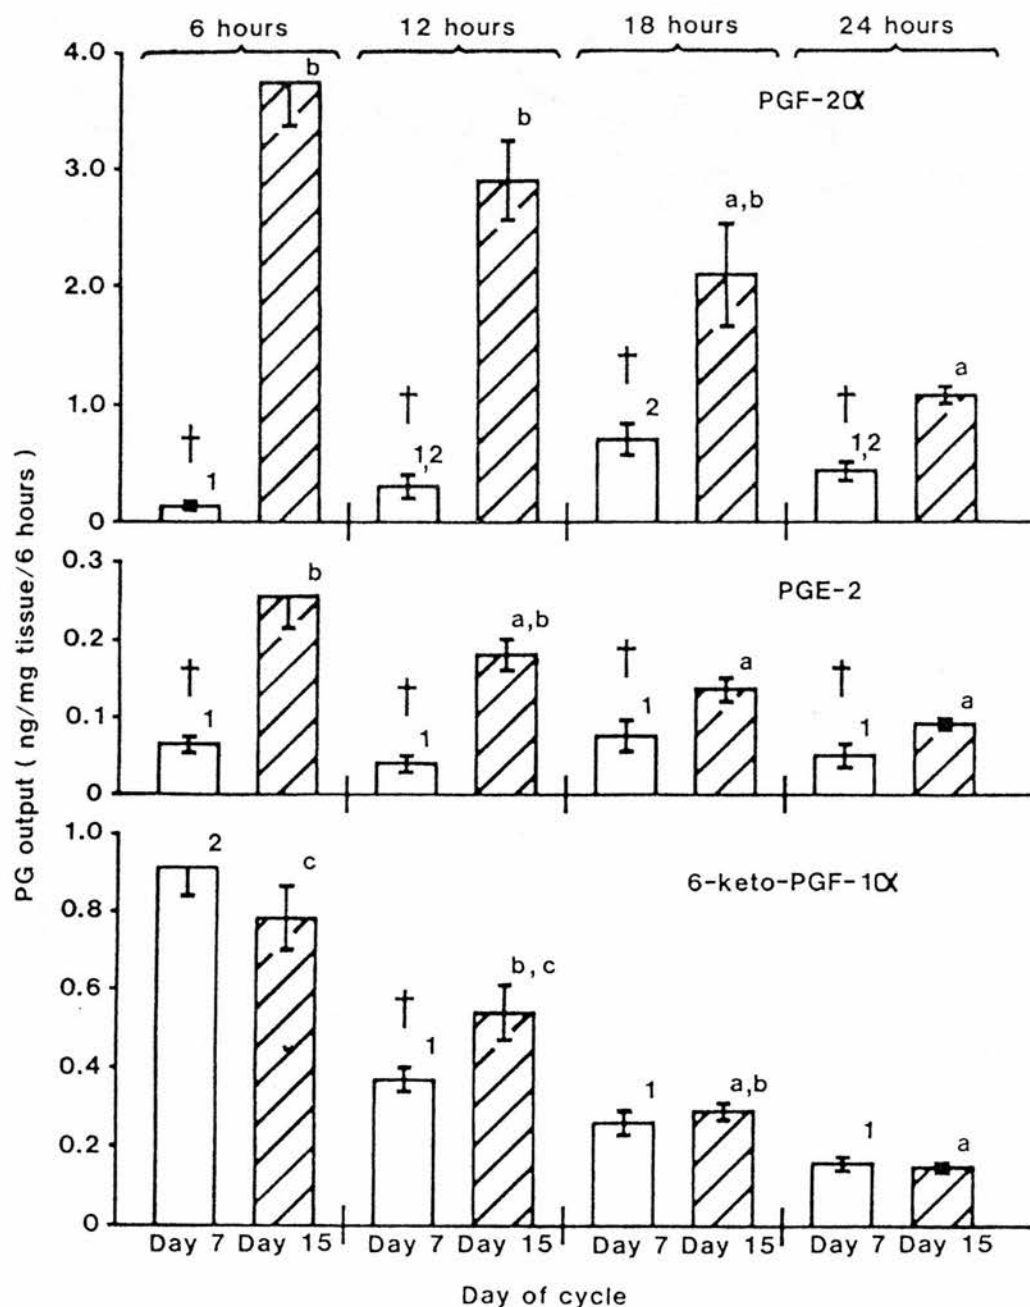 6 hours 12 hours 18 hours 24 hours
4.0
3.0
2.0
1.0
0
PGF-2α
b
b
a,b
a
†
†
†
†
1
1,2
2
1,2
0.3
0.2
0.1
0
PGE-2
b
a,b
a
a
†
†
†
†
1
1
1
1
1.0
0.8
0.6
0.4
0.2
0
6-keto-PGF-1α
2
c
†
1
b,c
1
a,b
1
a
PG output ( ng/mg tissue/6 hours )
Day 7 Day 15 Day 7 Day 15 Day 7 Day 15 Day 7 Day 15
Day of cycle